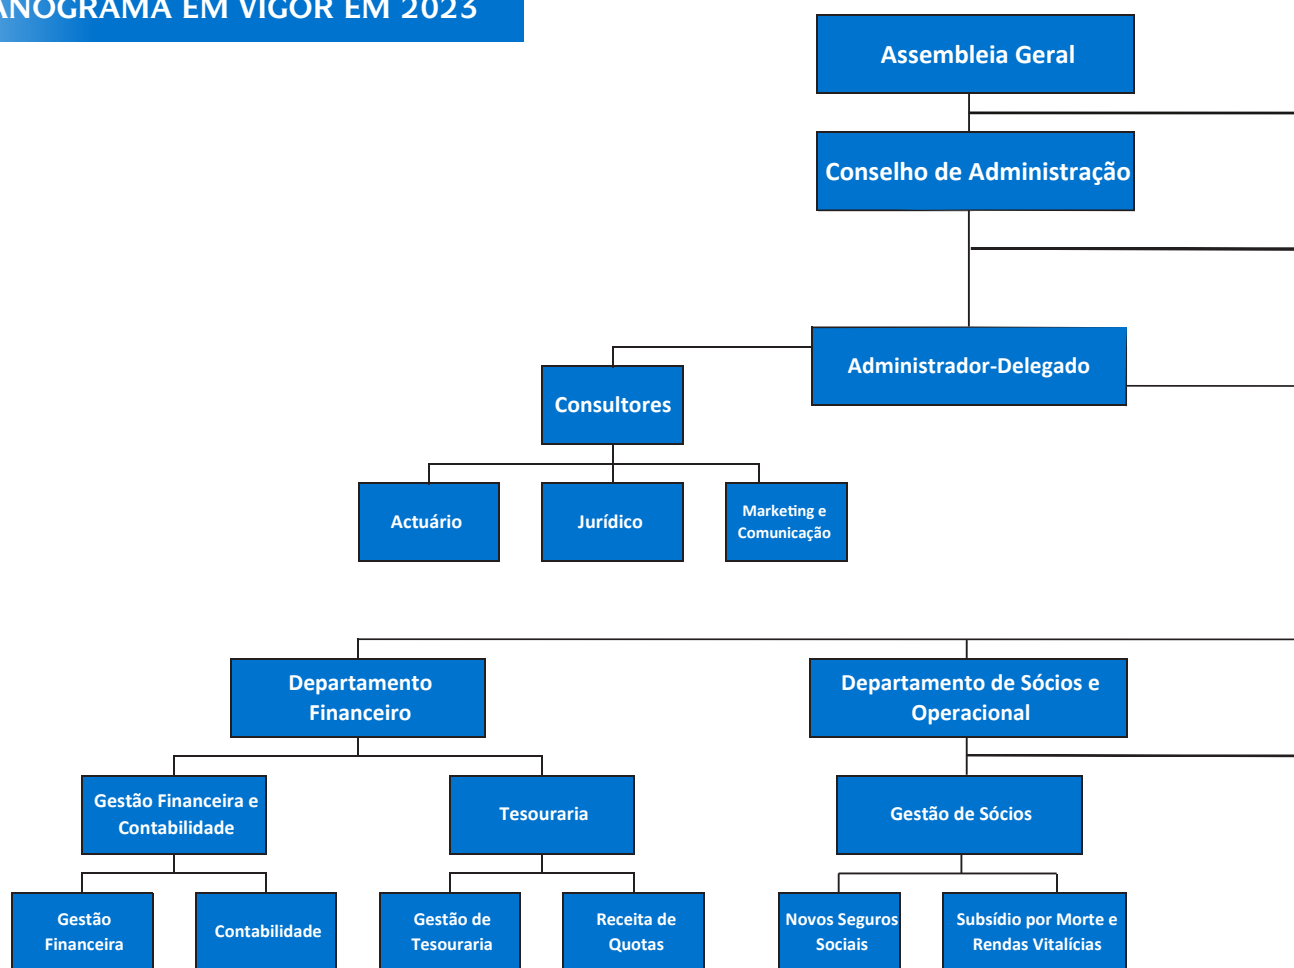 ANOGRAMA EM VIGOR EM 2023
Assembleia Geral
Conselho de Administração
Administrador-Delegado
Consultores
Actuário
Jurídico
Marketing e
Comunicação
Departamento
Financeiro
Departamento de Sócios e
Operacional
Gestão Financeira e
Contabilidade
Tesouraria
Gestão de Sócios
Gestão
Financeira
Contabilidade
Gestão de
Tesouraria
Receita de
Quotas
Novos Seguros
Sociais
Subsídio por Morte e
Rendas Vitalícias